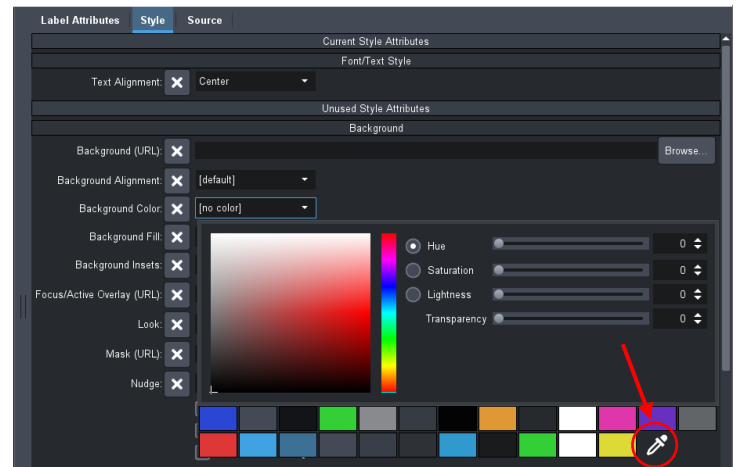 Label Attributes Style Source
Current Style Attributes
Font/Text Style
Text Alignment: Center
Unused Style Attributes
Background
Background (URL): Browse...
Background Alignment: [default]
Background Color: [no color]
Background Fill:
Background Insets:
Focus/Active Overlay (URL):
Look:
Mask (URL):
Nudge:
Hue 0
Saturation 0
Lightness 0
Transparency 0